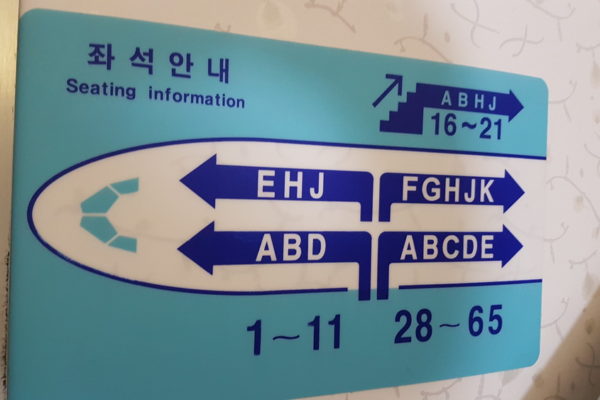 좌석안내
Seating information
ABHJ
16~21
EHJ
FGHJK
ABD
ABCDE
1~11
28~65